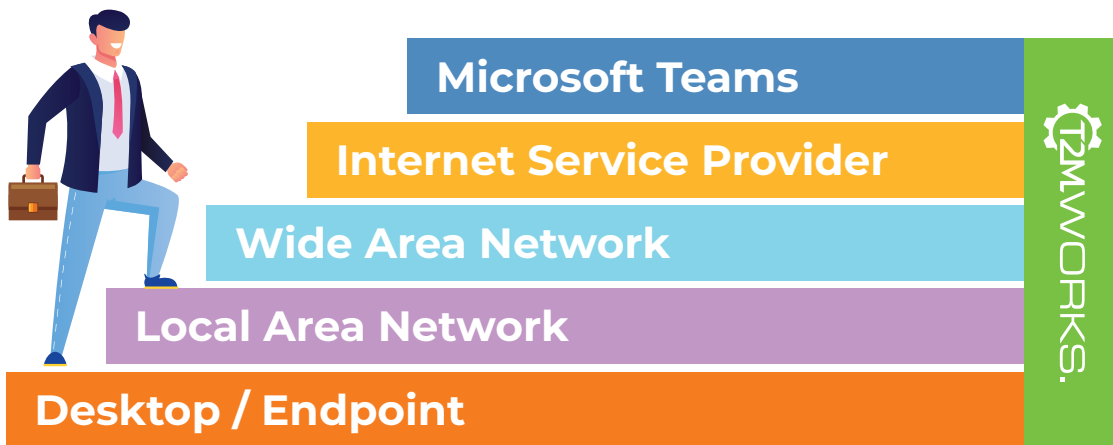 Microsoft Teams
Internet Service Provider
Wide Area Network
Local Area Network
Desktop / Endpoint
T2MWORKS.